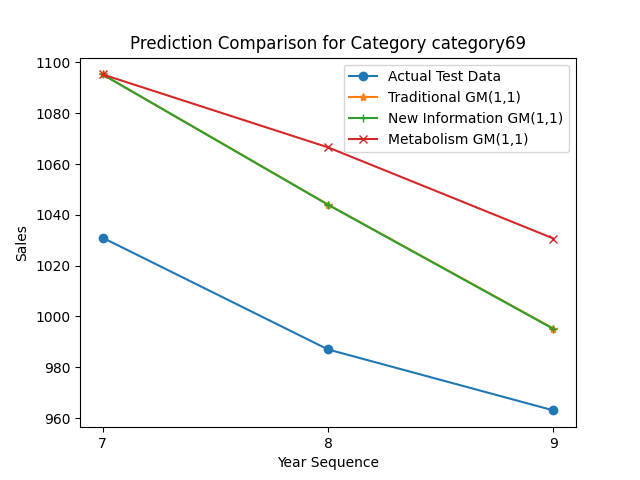 Prediction Comparison for Category category69
Actual Test Data
Traditional GM(1,1)
New Information GM(1,1)
Metabolism GM(1,1)
1100
1080
1060
1040
1020
1000
980
960
Sales
7
8
9
Year Sequence